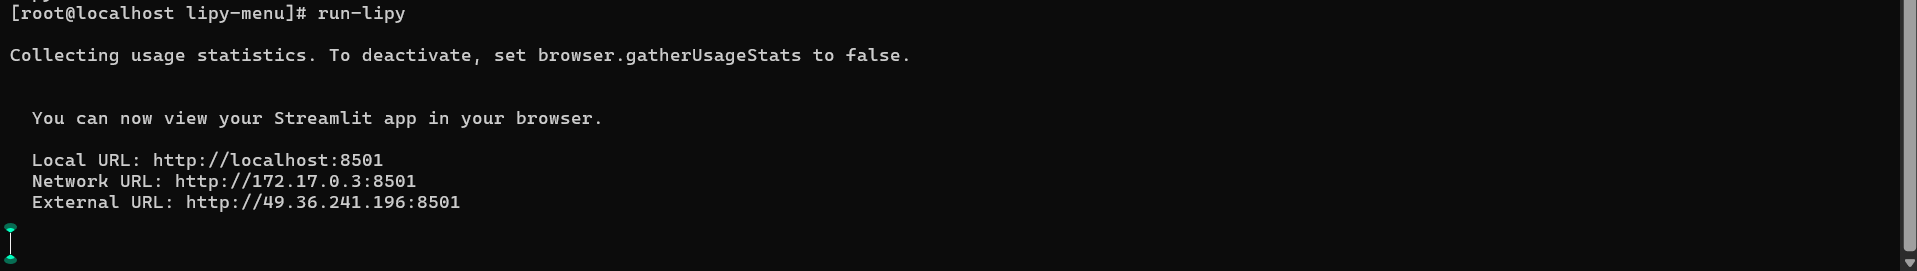 [root@localhost lipy-menu]# run-lipy
Collecting usage statistics. To deactivate, set browser.gatherUsageStats to false.
You can now view your Streamlit app in your browser.
Local URL: http://localhost:8501
Network URL: http://172.17.0.3:8501
External URL: http://49.36.241.196:8501